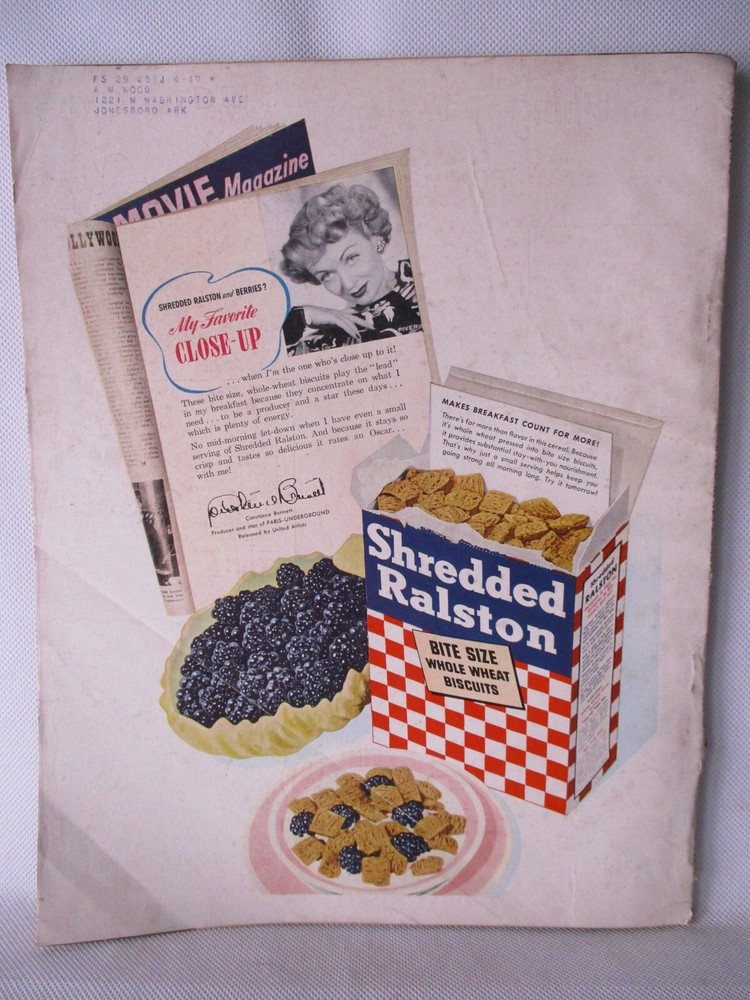 A W WOOD
1221 W WASHINGTON AVE
JONESBORO ARK
MOVIE Magazine
LLYWOO
SHREDDED RALSTON and BERRIES?
My Favorite
CLOSE-UP
PIVER
. . . when I'm the one who's close up to it!
These bite size, whole-wheat biscuits play the "lead"
in my breakfast because they concentrate on what I
need . . . to be a producer and a star these days . . .
which is plenty of energy.
No mid-morning let-down when I have even a small
serving of Shredded Ralston. And because it stays so
crisp and tastes so delicious it rates an Oscar . . .
with me!
Constance Bennett
Constance Bennett
Producer and star of PARIS-UNDERGROUND
Released by United Artists
MAKES BREAKFAST COUNT FOR MORE!
There's far more than flavor in this cereal. Because
it's whole wheat pressed into bite size biscuits,
it provides substantial stay-with-you nourishment.
That's why just a small serving helps keep you
going strong all morning long. Try it tomorrow!
Shredded
Ralston
BITE SIZE
WHOLE WHEAT
BISCUITS
Shredded
RALSTON